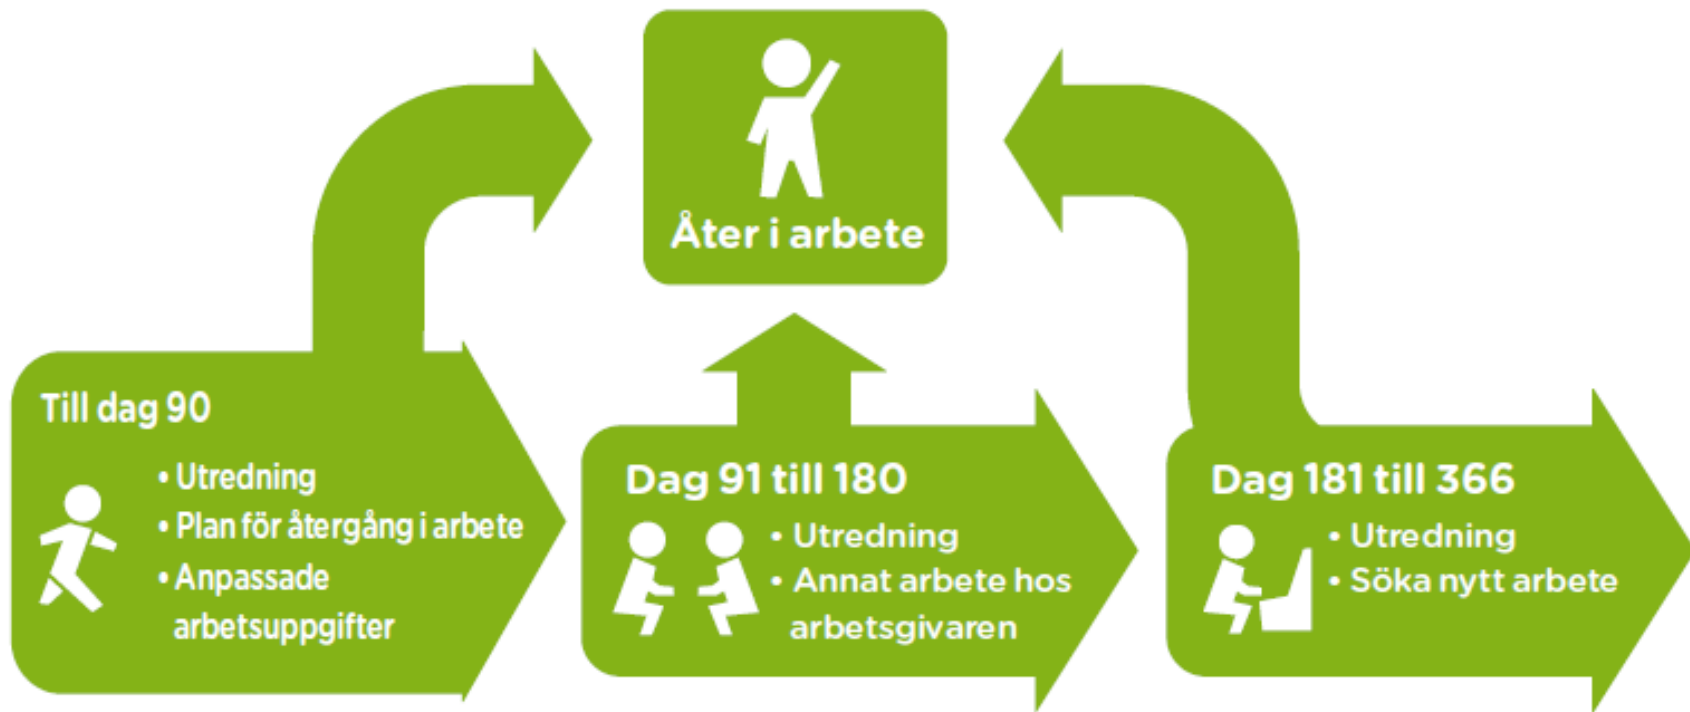 Åter i arbete
Till dag 90
• Utredning
• Plan för återgång i arbete
• Anpassade
arbetsuppgifter
Dag 91 till 180
• Utredning
• Annat arbete hos
arbetsgivaren
Dag 181 till 366
• Utredning
• Söka nytt arbete